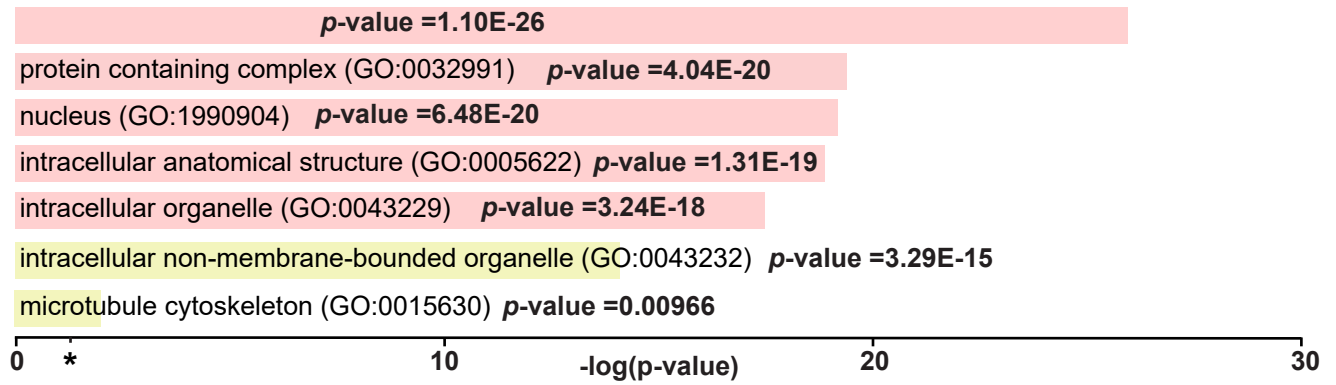 p-value =1.10E-26
protein containing complex (GO:0032991) p-value =4.04E-20
nucleus (GO:1990904) p-value =6.48E-20
intracellular anatomical structure (GO:0005622) p-value =1.31E-19
intracellular organelle (GO:0043229) p-value =3.24E-18
intracellular non-membrane-bounded organelle (GO:0043232) p-value =3.29E-15
microtubule cytoskeleton (GO:0015630) p-value =0.00966
0 * 10 -log(p-value) 20 30